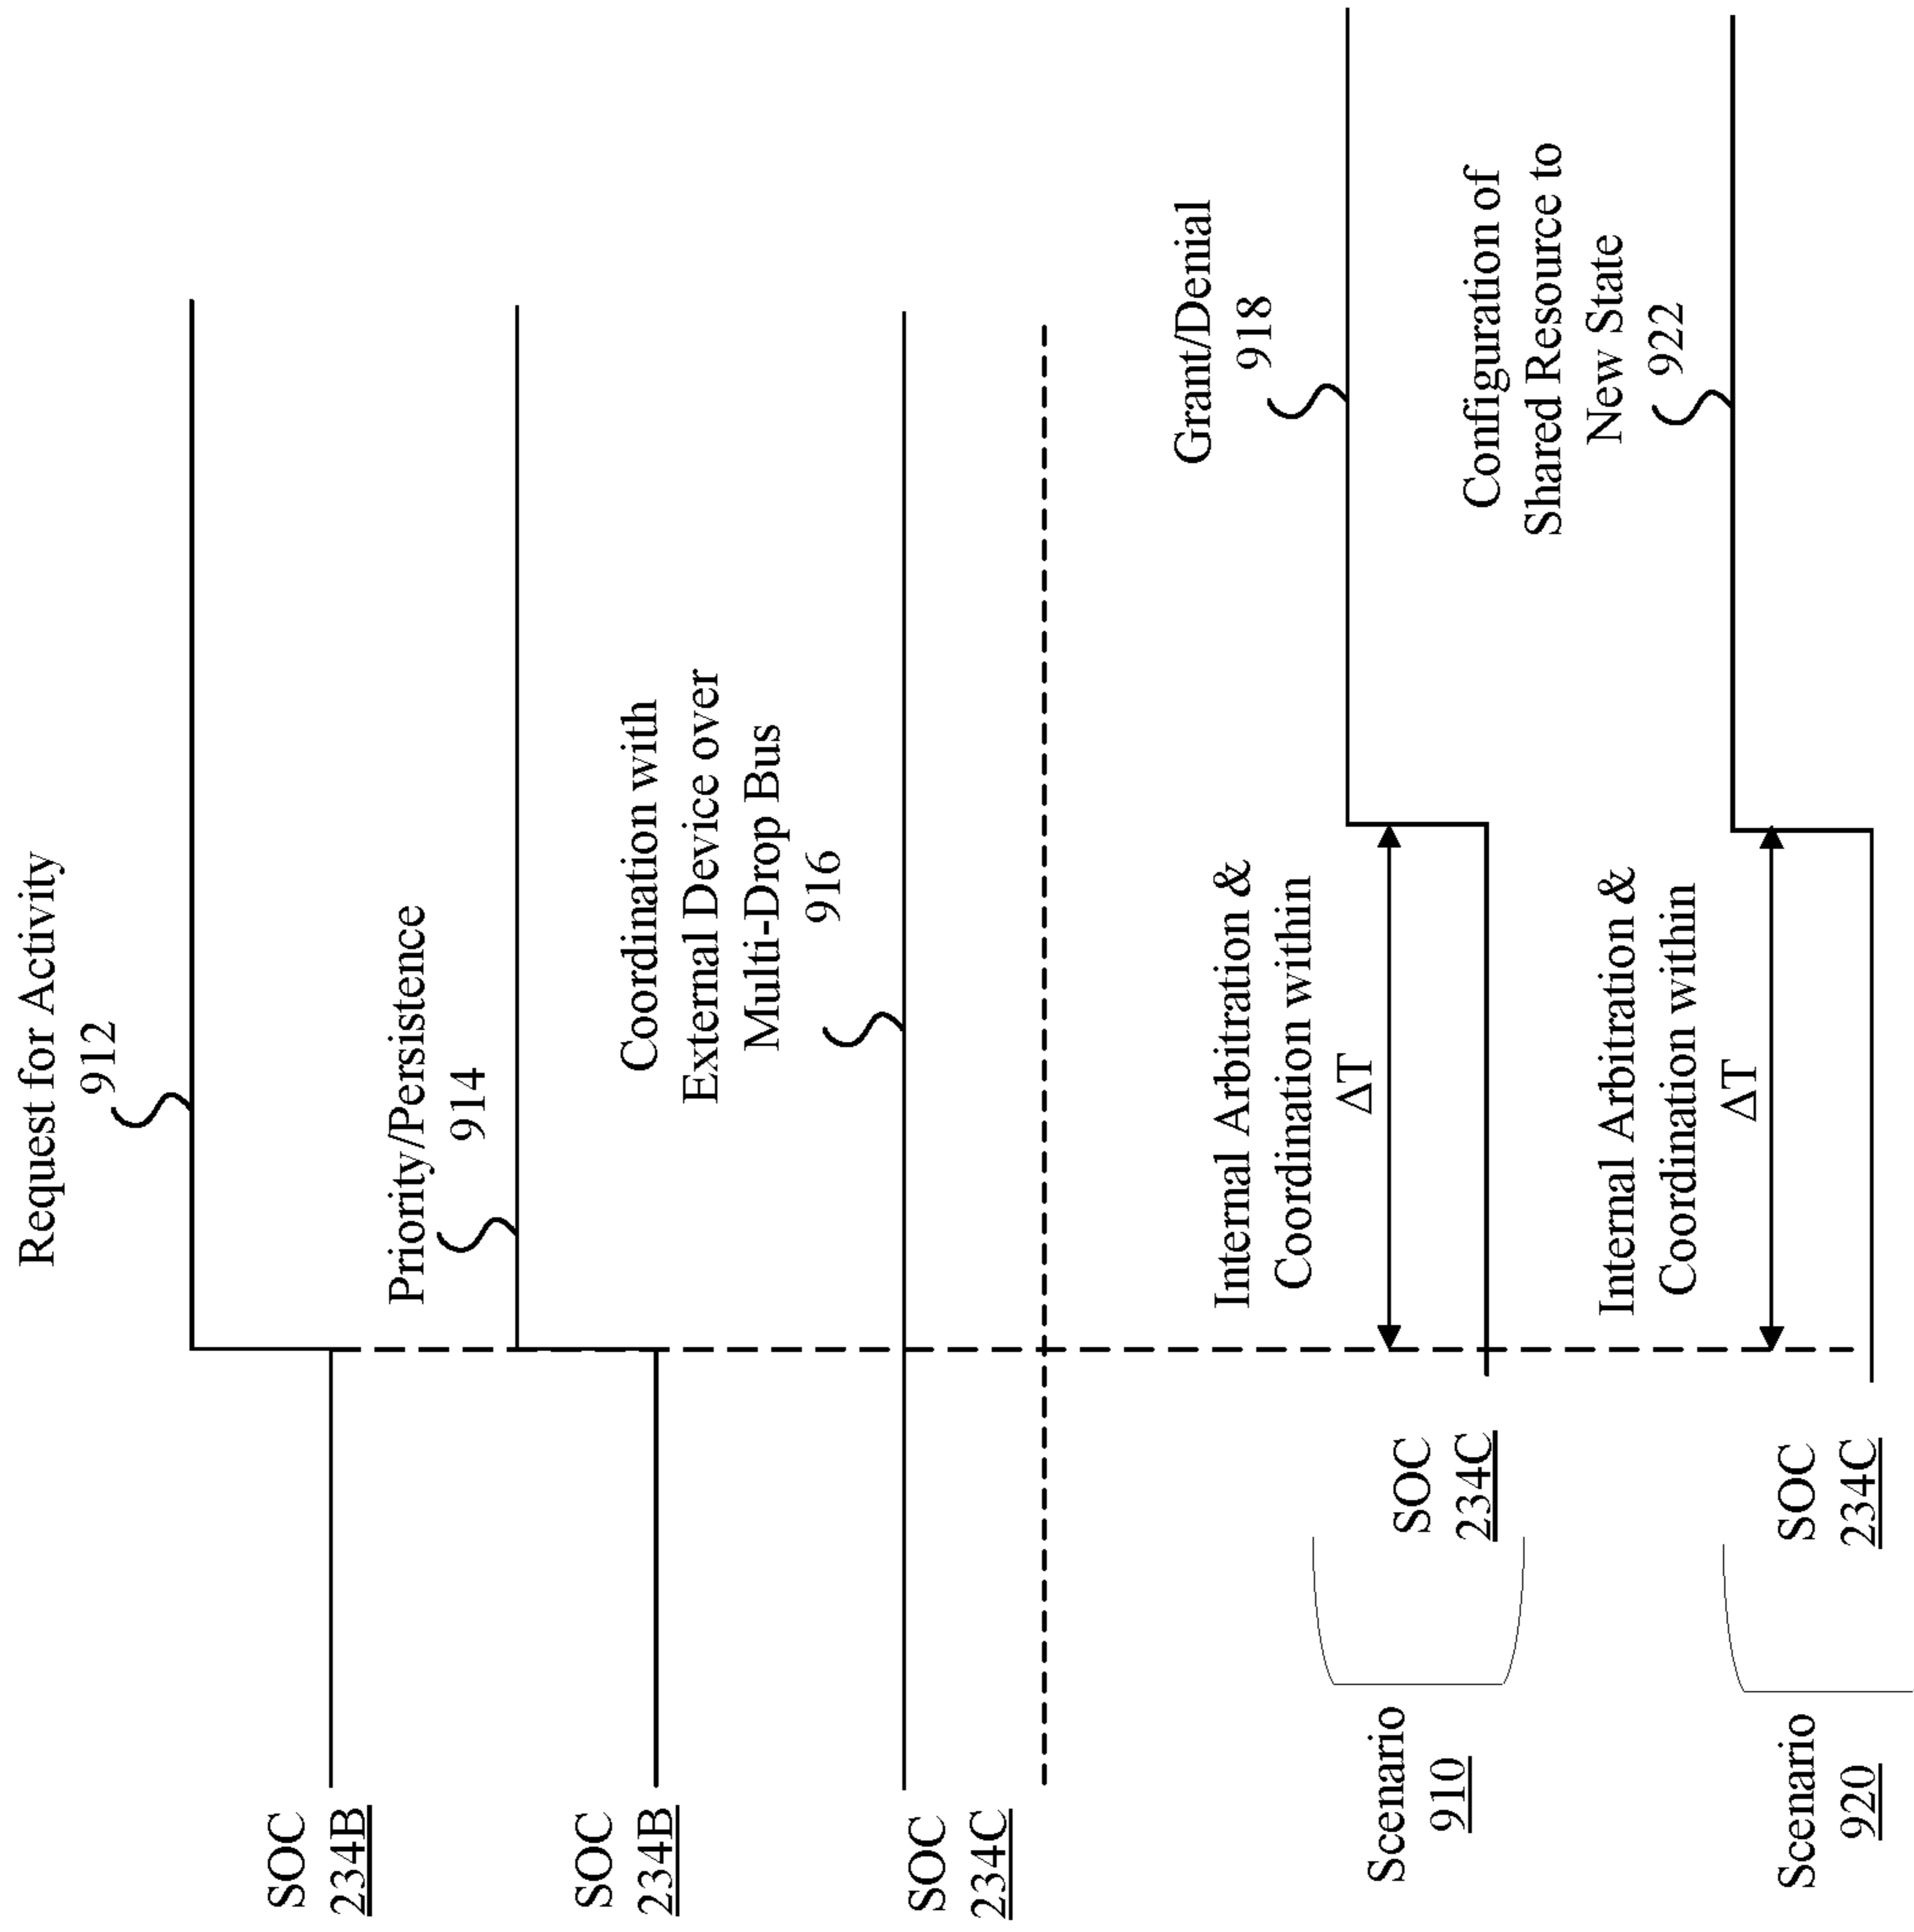 Request for Activity
912
SOC
234B
Priority/Persistence
914
SOC
234B
Coordination with
External Device over
Multi-Drop Bus
916
SOC
234C
Grant/Denial
918
Internal Arbitration &
Coordination within
ΔT
SOC
234C
Scenario
910
Configuration of
Shared Resource to
New State
922
Internal Arbitration &
Coordination within
ΔT
SOC
234C
Scenario
920